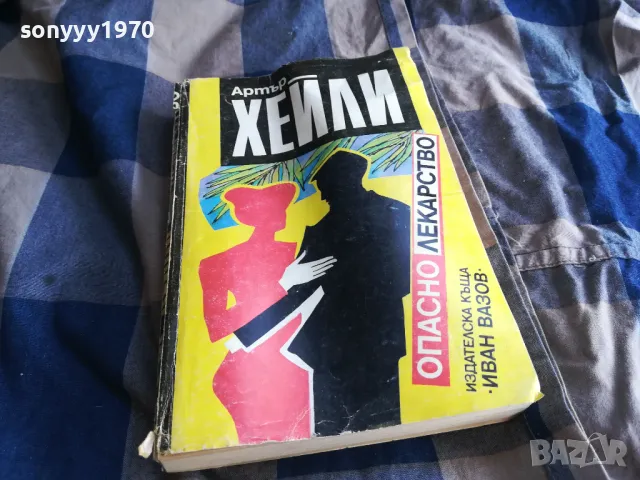 sonyyy1970
Артър
ХЕЙЛИ
ОПАСНО ЛЕКАРСТВО
ИЗДАТЕЛСКА КЪЩА
·ИВАН ВАЗОВ·
BAZAR